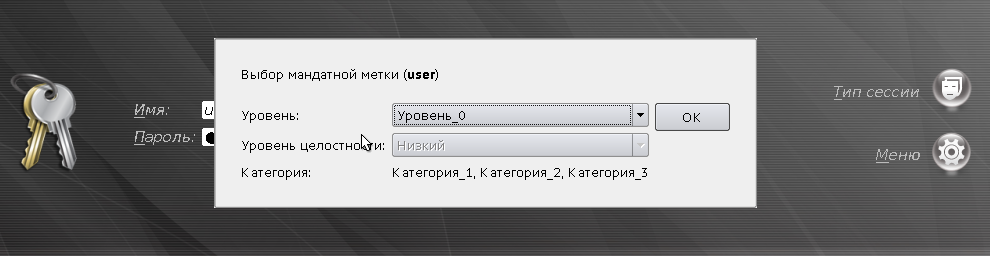 Выбор мандатной метки (user)
Имя:
Уровень:
Уровень_0
OK
Тип сессии
Пароль:
Уровень целостности:
Низкий
Меню
Категория:
Категория_1, Категория_2, Категория_3